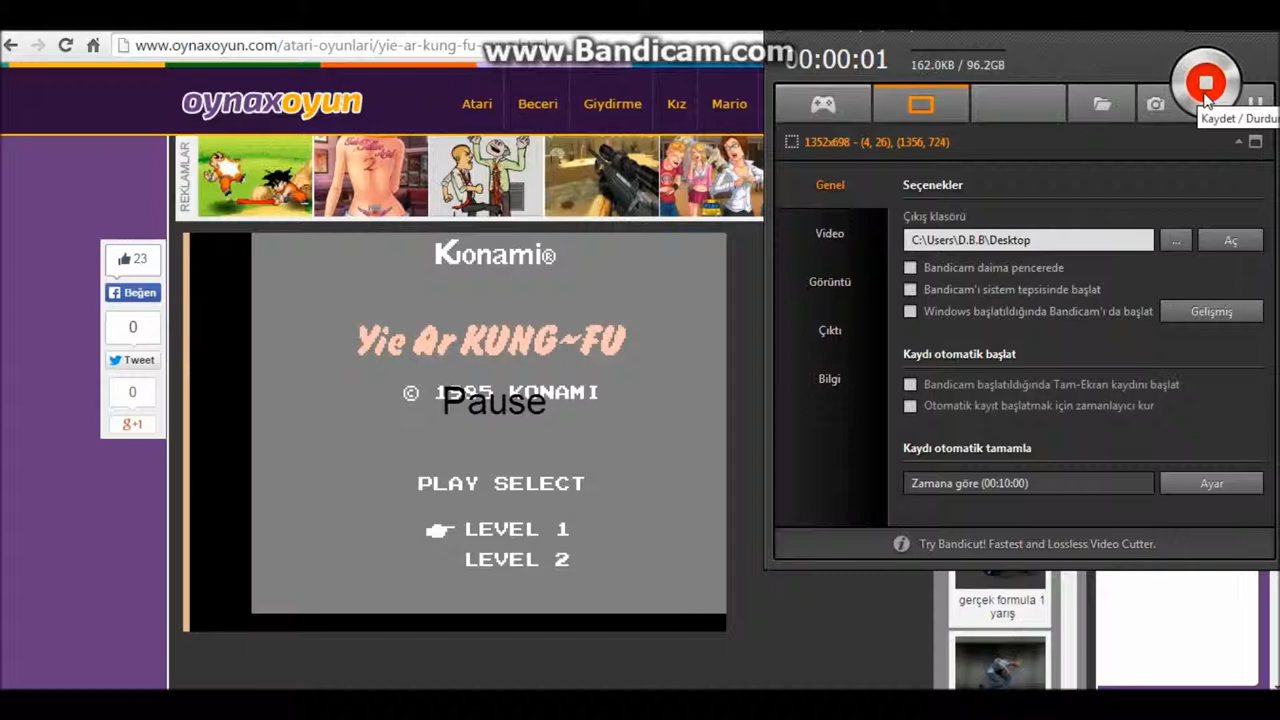 www.oynaxoyun.com/atari-oyunlari/yie-ar-kung-fu
www.Bandicam.com
00:00:01
162.0KB / 96.2GB
oynaxoyun
Atari
Beceri
Giydirme
Kız
Mario
Kaydet / Durdu
REKLAMLAR
1352x698 - (4, 26), (1356, 724)
Genel
Video
Görüntü
Çıktı
Bilgi
Seçenekler
Çıkış klasörü
C:\Users\D.B.B\Desktop
...
Aç
Bandicam daima pencerede
Bandicam'i sistem tepsisinde başlat
Windows başlatıldığında Bandicam'ı da başlat
Gelişmiş
Kaydı otomatik başlat
Bandicam başlatıldığında Tam-Ekran kaydını başlat
Otomatik kayıt başlatmak için zamanlayıcı kur
Kaydı otomatik tamamla
Zamana göre (00:10:00)
Ayar
Try Bandicut! Fastest and Lossless Video Cutter.
23
Beğen
0
Tweet
0
g+1
Konami®
Yie Ar KUNG~FU
© 1985 KONAMI
Pause
PLAY SELECT
LEVEL 1
LEVEL 2
gerçek formula 1
yarış